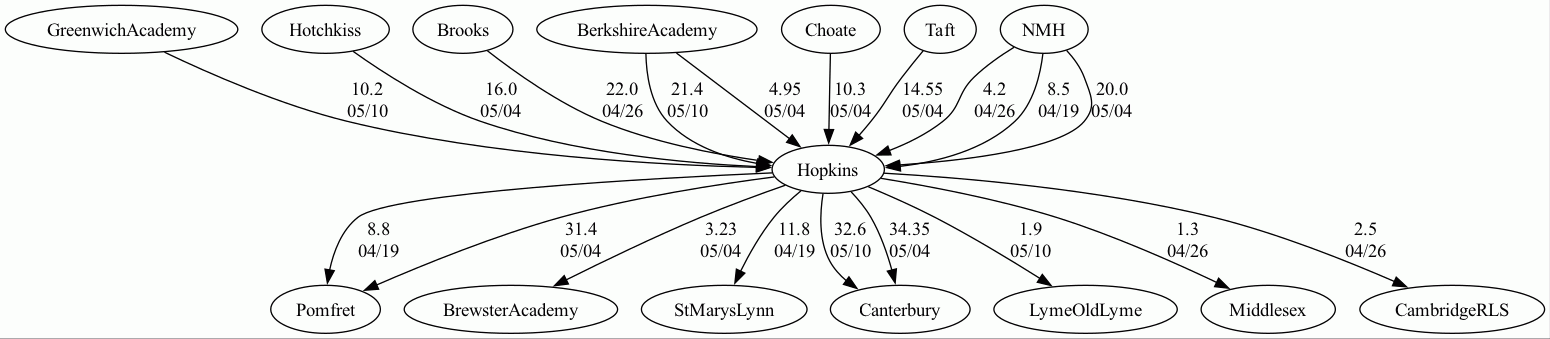 GreenwichAcademy Hotchkiss Brooks BerkshireAcademy Choate Taft NMH
10.2 16.0 22.0 21.4 4.95 10.3 14.55 4.2 8.5 20.0
05/10 05/04 04/26 05/10 05/04 05/04 05/04 04/26 04/19 05/04
Hopkins
8.8 31.4 3.23 11.8 32.6 34.35 1.9 1.3 2.5
04/19 05/04 05/04 04/19 05/10 05/04 05/10 04/26 04/26
Pomfret BrewsterAcademy StMarysLynn Canterbury LymeOldLyme Middlesex CambridgeRLS